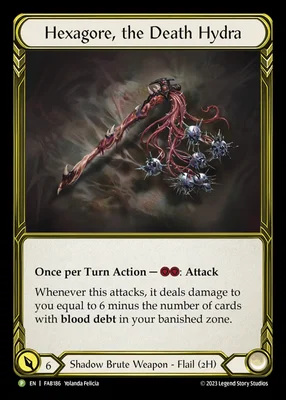 Hexagore, the Death Hydra
Once per Turn Action — : Attack
Whenever this attacks, it deals damage to
you equal to 6 minus the number of cards
with blood debt in your banished zone.
6
Shadow Brute Weapon - Flail (2H)
P EN | FAB186 Yolanda Felicia
© 2023 Legend Story Studios